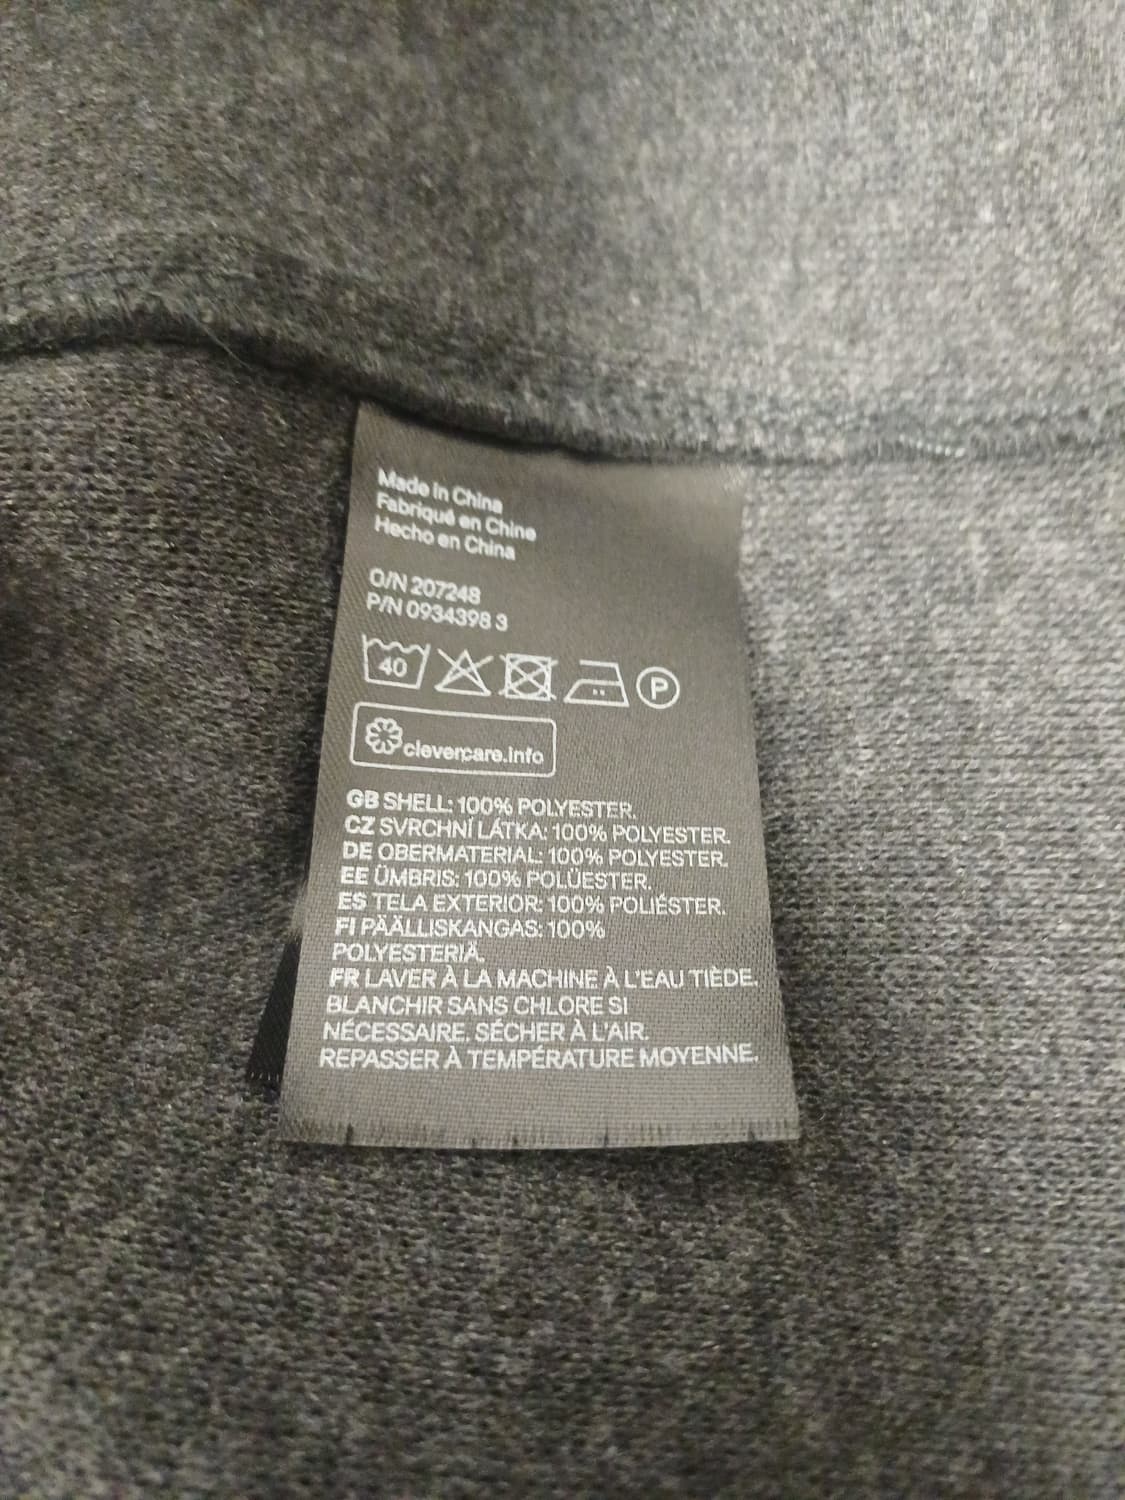 Made in China
Fabriqué en Chine
Hecho en China
O/N 207248
P/N 0934398 3
40
P
clevercare.info
GB SHELL: 100% POLYESTER.
CZ SVRCHNÍ LÁTKA: 100% POLYESTER.
DE OBERMATERIAL: 100% POLYESTER.
EE ÜMBRIS: 100% POLÜESTER.
ES TELA EXTERIOR: 100% POLIÉSTER.
FI PÄÄLLISKANGAS: 100%
POLYESTERIÄ.
FR LAVER À LA MACHINE À L'EAU TIÈDE.
BLANCHIR SANS CHLORE SI
NÉCESSAIRE. SÉCHER À L'AIR.
REPASSER À TEMPÉRATURE MOYENNE.